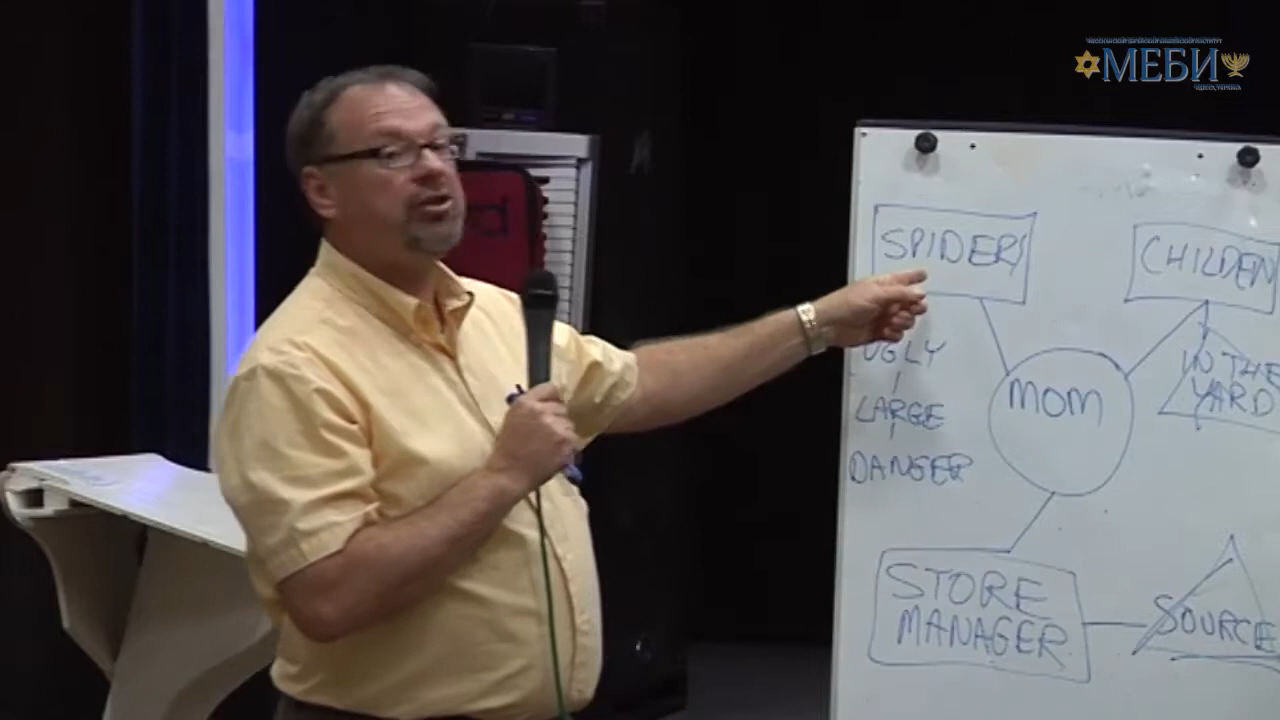 МЕБИ
SPIDERS
CHILDEN
UGLY
LARGE
DANGER
MOM
IN THE
YARD
STORE
MANAGER
SOURCE